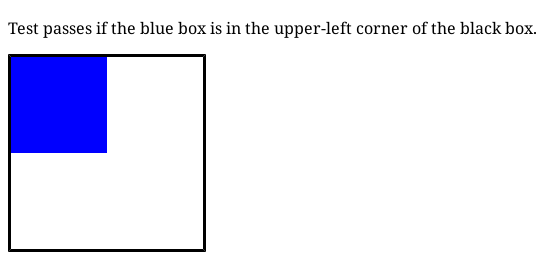 Test passes if the blue box is in the upper-left corner of the black box.